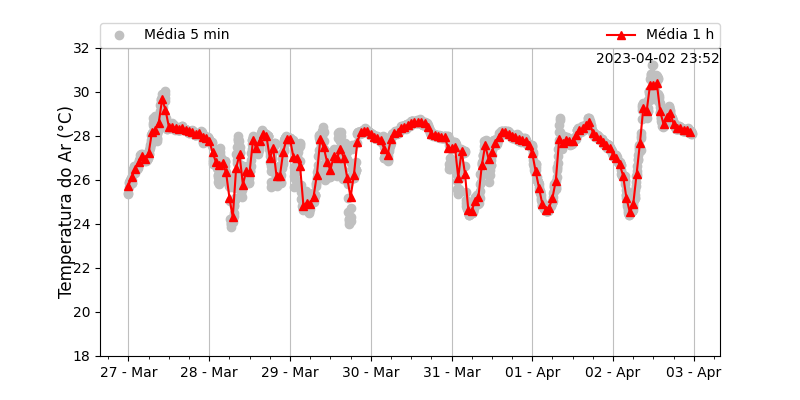 Média 5 min
Média 1 h
2023-04-02 23:52
Temperatura do Ar (°C)
32
30
28
26
24
22
20
18
27 - Mar
28 - Mar
29 - Mar
30 - Mar
31 - Mar
01 - Apr
02 - Apr
03 - Apr